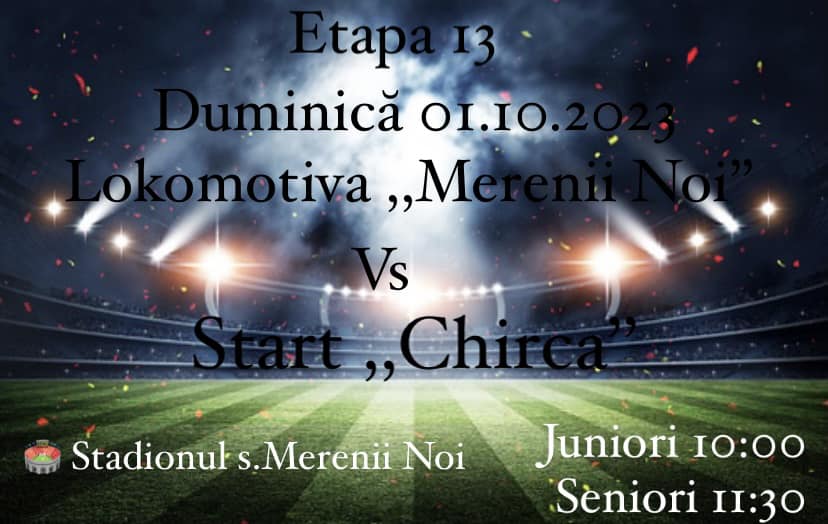 Etapa 13
Duminică 01.10.2023
Lokomotiva ,,Merenii Noi”
Vs
Start ,,Chirca”
Stadionul s.Merenii Noi
Juniori 10:00
Seniori 11:30